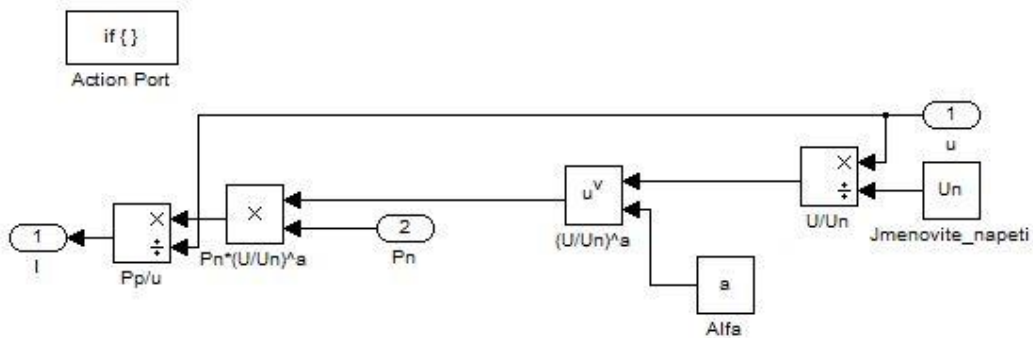 if { }
Action Port
1
u
×
÷
U/Un
Un
Jmenovite_napeti
u^v
(U/Un)^a
a
Alfa
2
Pn
×
Pn*(U/Un)^a
×
÷
Pp/u
1
I